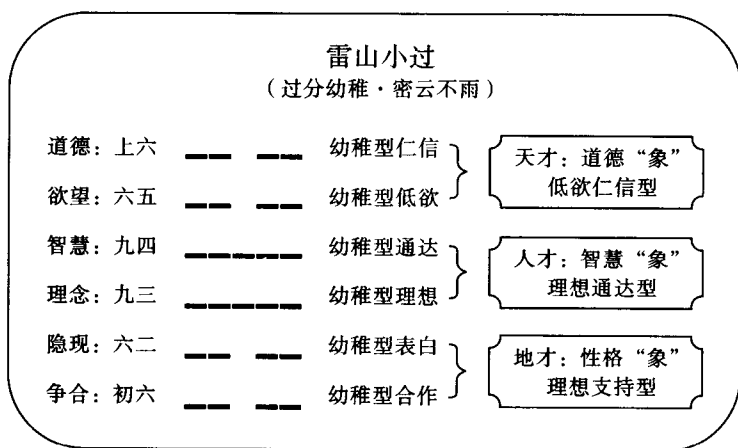 雷山小过
（过分幼稚·密云不雨）
道德：上六 幼稚型仁信
欲望：六五 幼稚型低欲
天才：道德“象”
低欲仁信型
智慧：九四 幼稚型通达
理念：九三 幼稚型理想
人才：智慧“象”
理想通达型
隐现：六二 幼稚型表白
争合：初六 幼稚型合作
地才：性格“象”
理想支持型